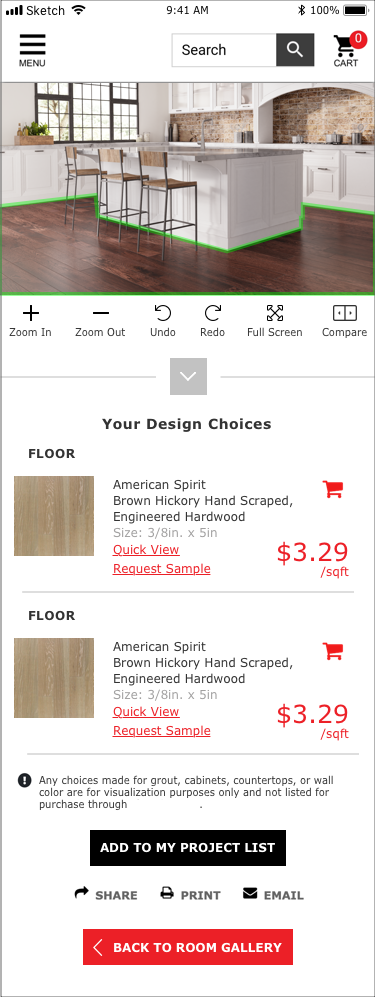 Sketch 9:41 AM 100%
MENU Search 0 CART
Zoom In Zoom Out Undo Redo Full Screen Compare
Your Design Choices
FLOOR
American Spirit
Brown Hickory Hand Scraped,
Engineered Hardwood
Size: 3/8in. x 5in
Quick View
$3.29
/sqft
Request Sample
FLOOR
American Spirit
Brown Hickory Hand Scraped,
Engineered Hardwood
Size: 3/8in. x 5in
Quick View
$3.29
/sqft
Request Sample
Any choices made for grout, cabinets, countertops, or wall
color are for visualization purposes only and not listed for
purchase through .
ADD TO MY PROJECT LIST
SHARE PRINT EMAIL
BACK TO ROOM GALLERY